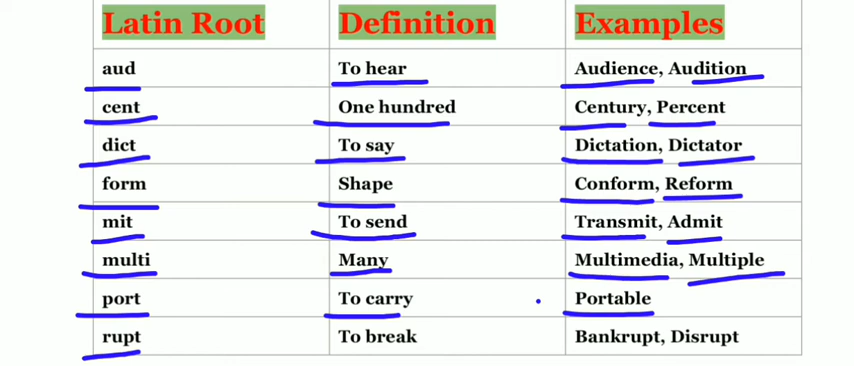 Latin Root Definition Examples
aud To hear Audience, Audition
cent One hundred Century, Percent
dict To say Dictation, Dictator
form Shape Conform, Reform
mit To send Transmit, Admit
multi Many Multimedia, Multiple
port To carry Portable
rupt To break Bankrupt, Disrupt